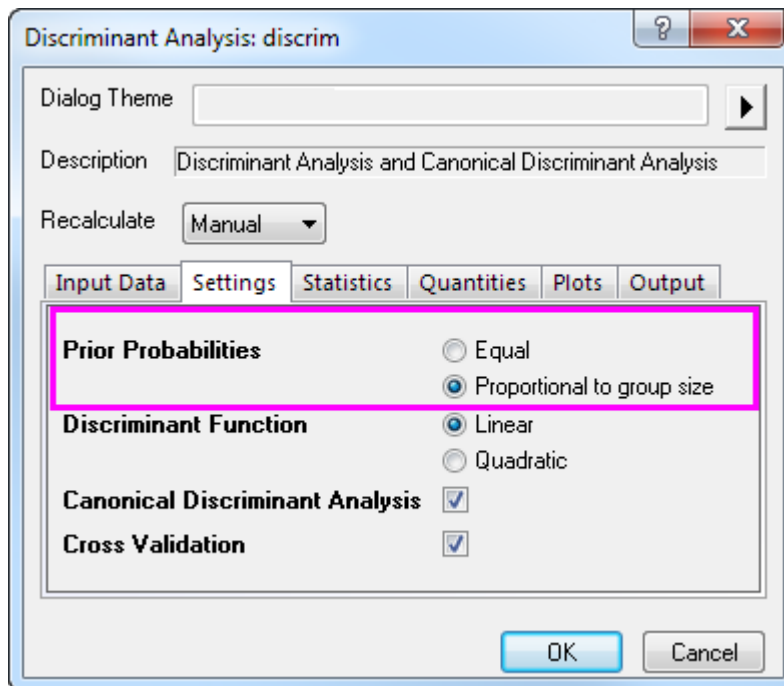 Discriminant Analysis: discrim
Dialog Theme
Description Discriminant Analysis and Canonical Discriminant Analysis
Recalculate Manual
Input Data Settings Statistics Quantities Plots Output
Prior Probabilities Equal
Proportional to group size
Discriminant Function Linear
Quadratic
Canonical Discriminant Analysis
Cross Validation
OK Cancel